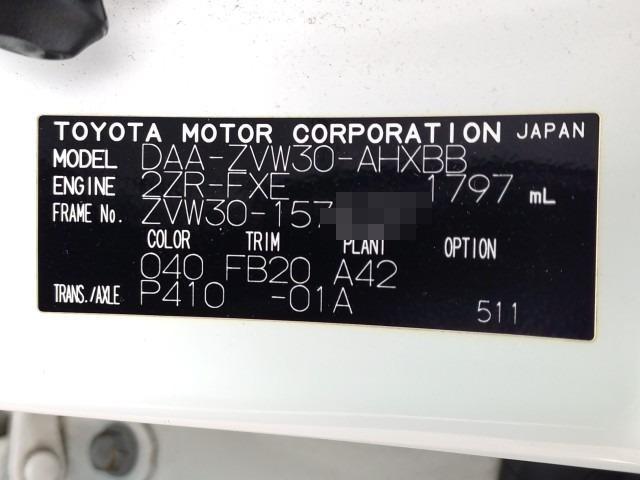 TOYOTA MOTOR CORPORATION JAPAN
MODEL DAA-ZVW30-AHXBB
ENGINE 2ZR-FXE 1797 mL
FRAME No. ZVW30-157
COLOR TRIM PLANT OPTION
040 FB20 A42
TRANS./AXLE P410 -01A
511